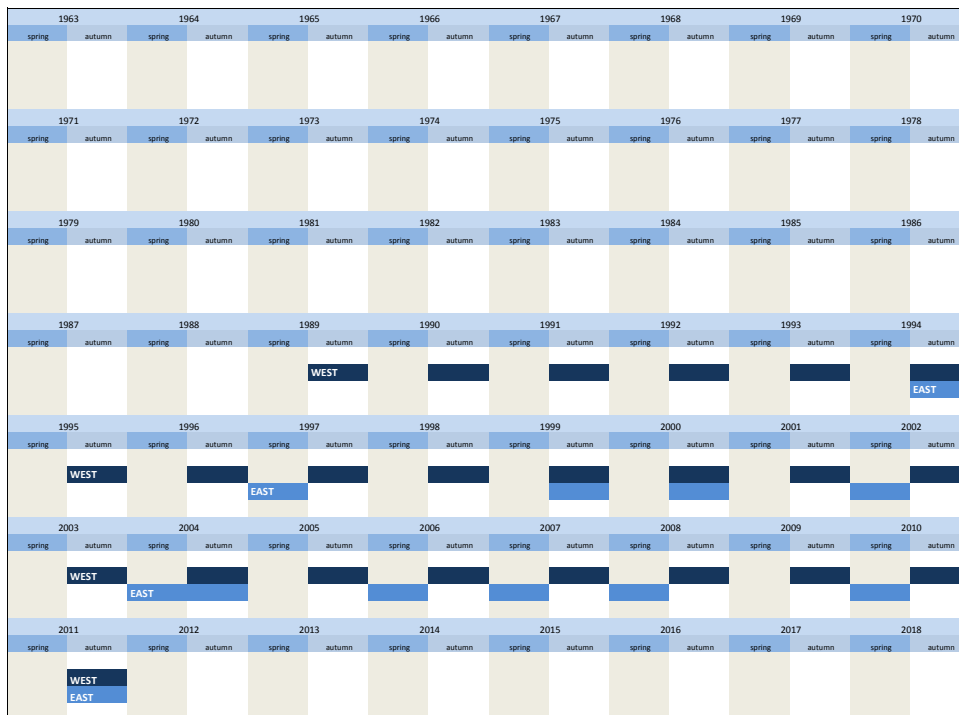 1963 1964 1965 1966 1967 1968 1969 1970
spring autumn spring autumn spring autumn spring autumn spring autumn spring autumn spring autumn spring autumn
1971 1972 1973 1974 1975 1976 1977 1978
spring autumn spring autumn spring autumn spring autumn spring autumn spring autumn spring autumn spring autumn
1979 1980 1981 1982 1983 1984 1985 1986
spring autumn spring autumn spring autumn spring autumn spring autumn spring autumn spring autumn spring autumn
1987 1988 1989 1990 1991 1992 1993 1994
spring autumn spring autumn spring autumn spring autumn spring autumn spring autumn spring autumn spring autumn
WEST
EAST
1995 1996 1997 1998 1999 2000 2001 2002
spring autumn spring autumn spring autumn spring autumn spring autumn spring autumn spring autumn spring autumn
WEST
EAST
2003 2004 2005 2006 2007 2008 2009 2010
spring autumn spring autumn spring autumn spring autumn spring autumn spring autumn spring autumn spring autumn
WEST
EAST
2011 2012 2013 2014 2015 2016 2017 2018
spring autumn spring autumn spring autumn spring autumn spring autumn spring autumn spring autumn spring autumn
WEST
EAST